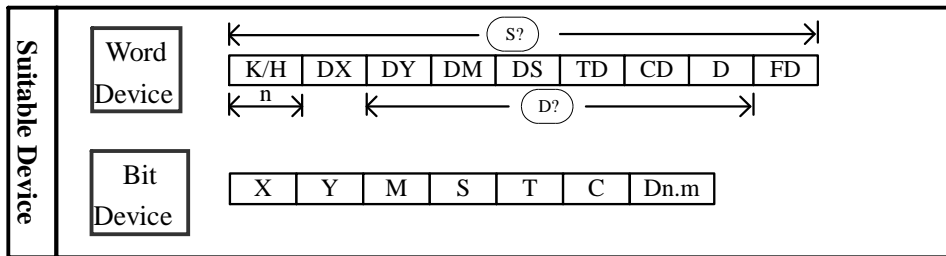 Suitable Device
Word
Device
S?
K/H DX DY DM DS TD CD D FD
n
D?
Bit
Device
X Y M S T C Dn.m